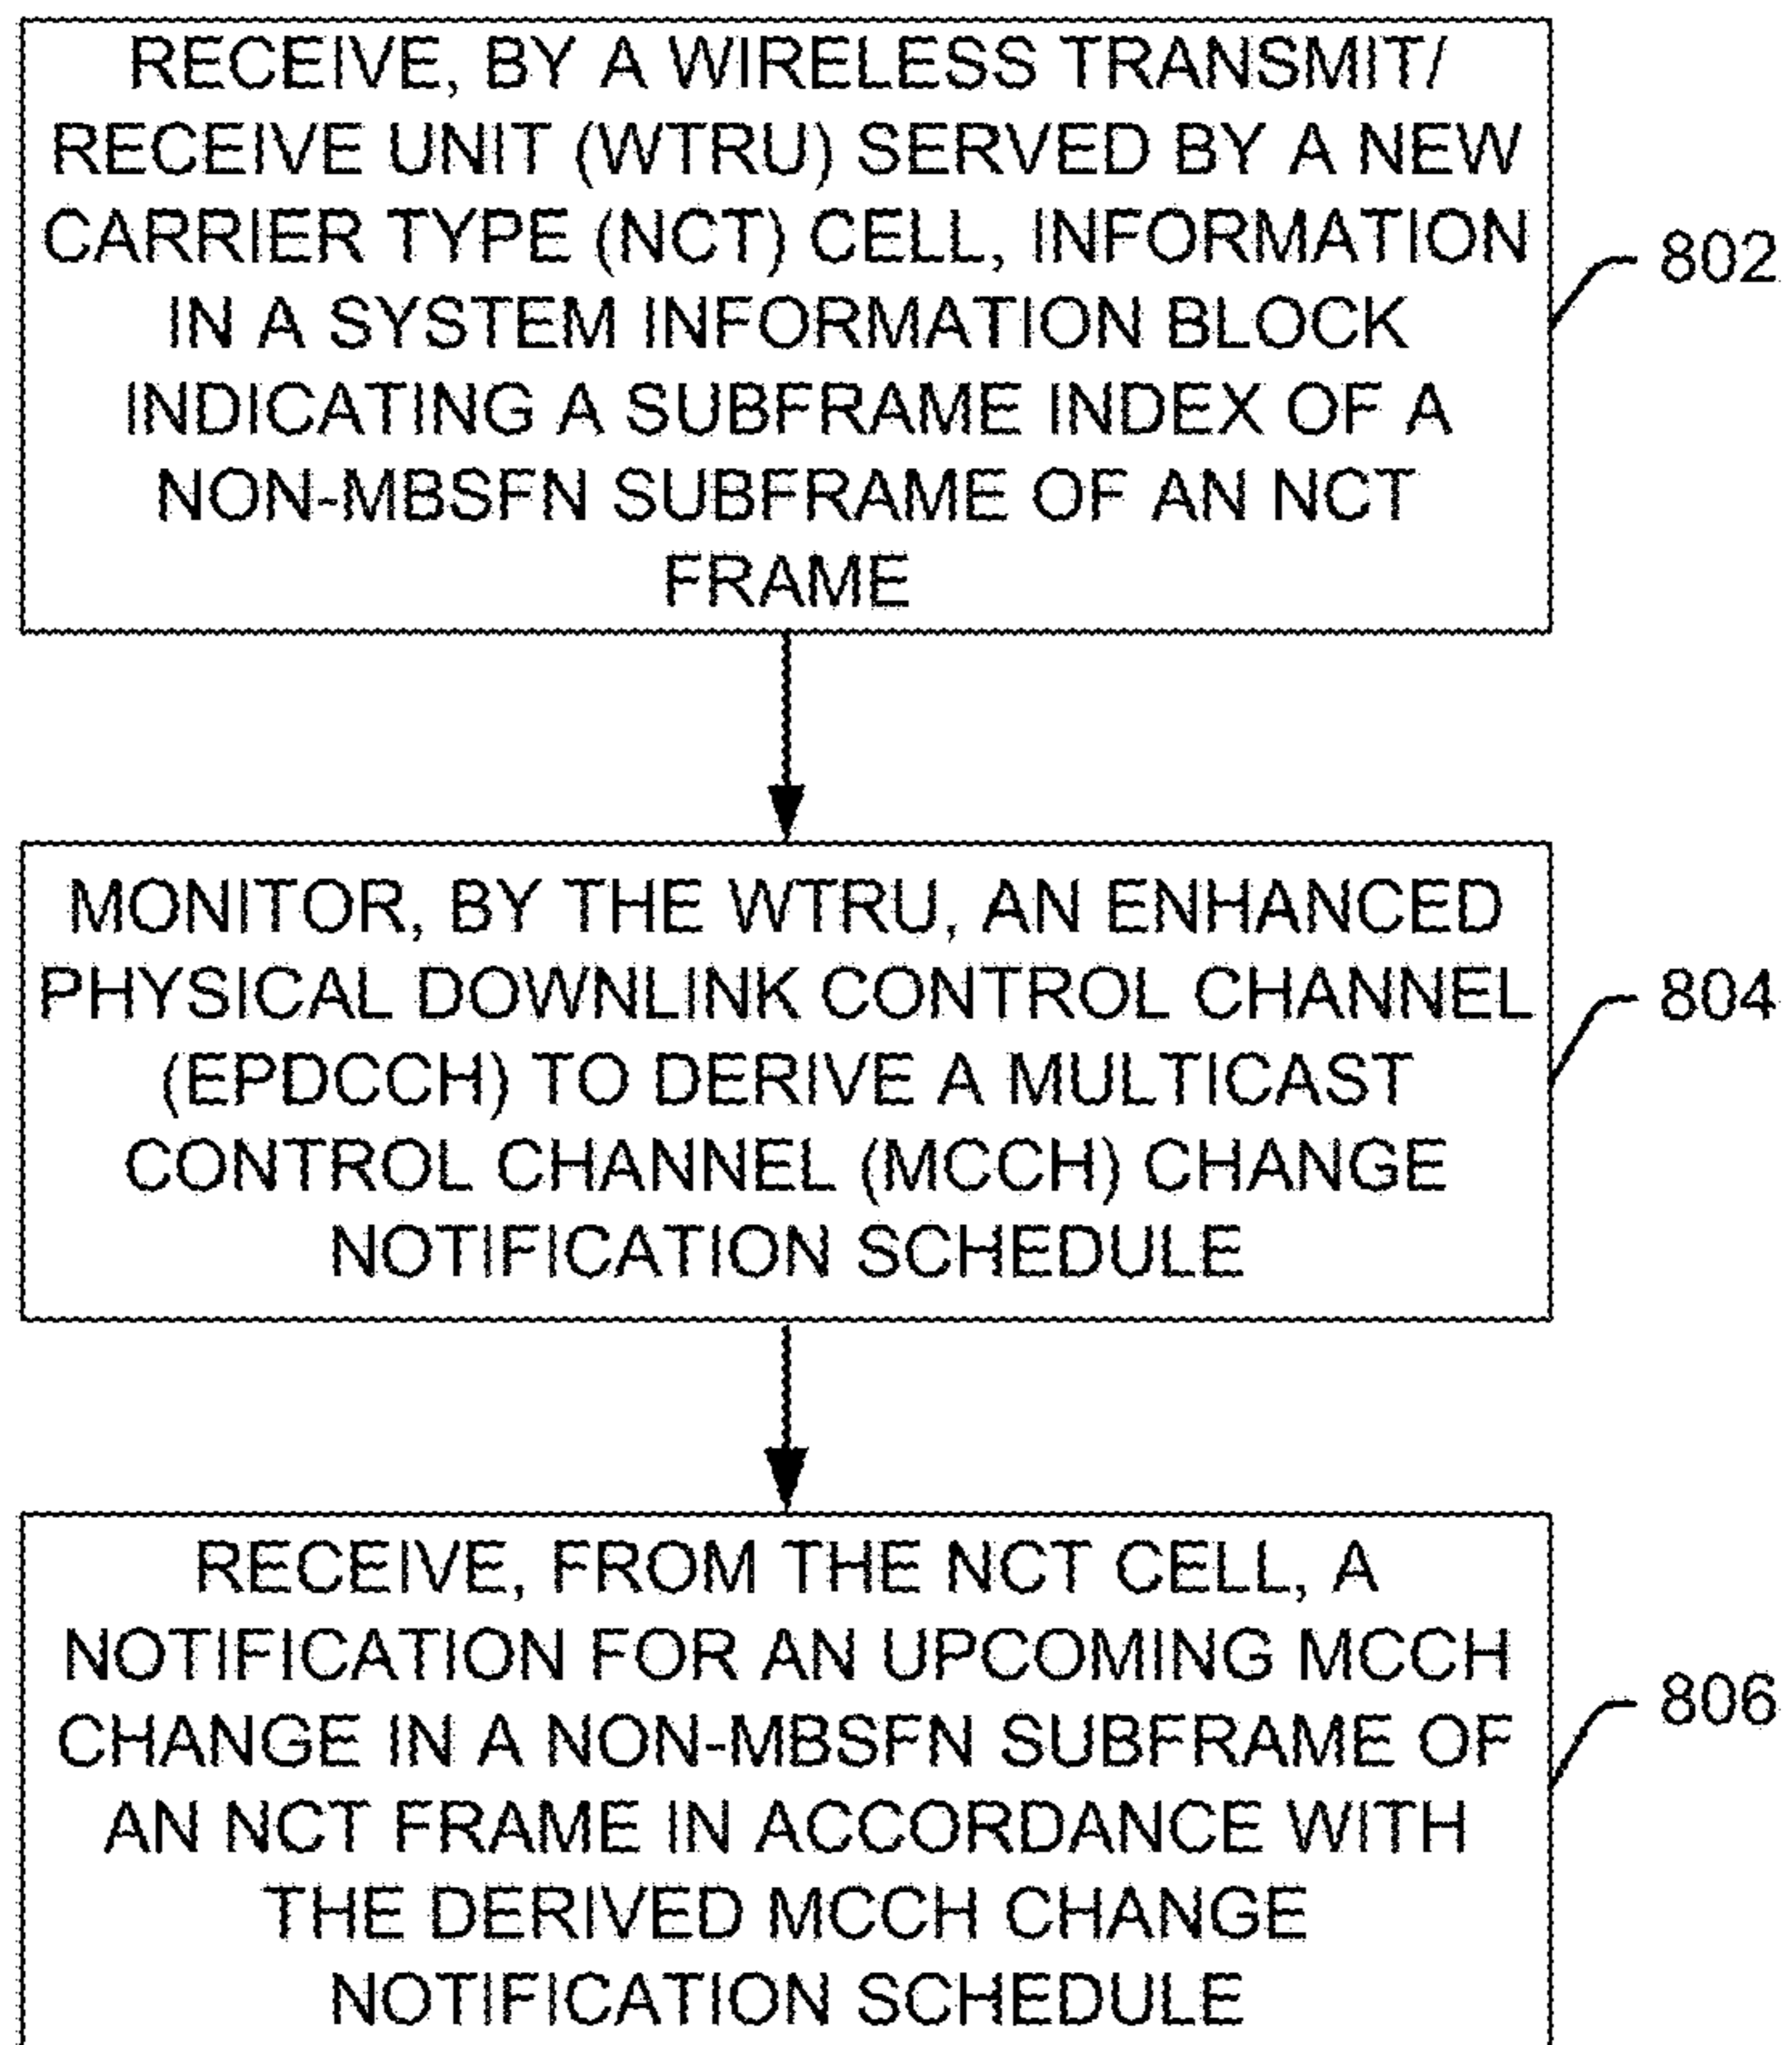 RECEIVE, BY A WIRELESS TRANSMIT/
RECEIVE UNIT (WTRU) SERVED BY A NEW
CARRIER TYPE (NCT) CELL, INFORMATION
IN A SYSTEM INFORMATION BLOCK
INDICATING A SUBFRAME INDEX OF A
NON-MBSFN SUBFRAME OF AN NCT
FRAME
802
MONITOR, BY THE WTRU, AN ENHANCED
PHYSICAL DOWNLINK CONTROL CHANNEL
(EPDCCH) TO DERIVE A MULTICAST
CONTROL CHANNEL (MCCH) CHANGE
NOTIFICATION SCHEDULE
804
RECEIVE, FROM THE NCT CELL, A
NOTIFICATION FOR AN UPCOMING MCCH
CHANGE IN A NON-MBSFN SUBFRAME OF
AN NCT FRAME IN ACCORDANCE WITH
THE DERIVED MCCH CHANGE
NOTIFICATION SCHEDULE
806